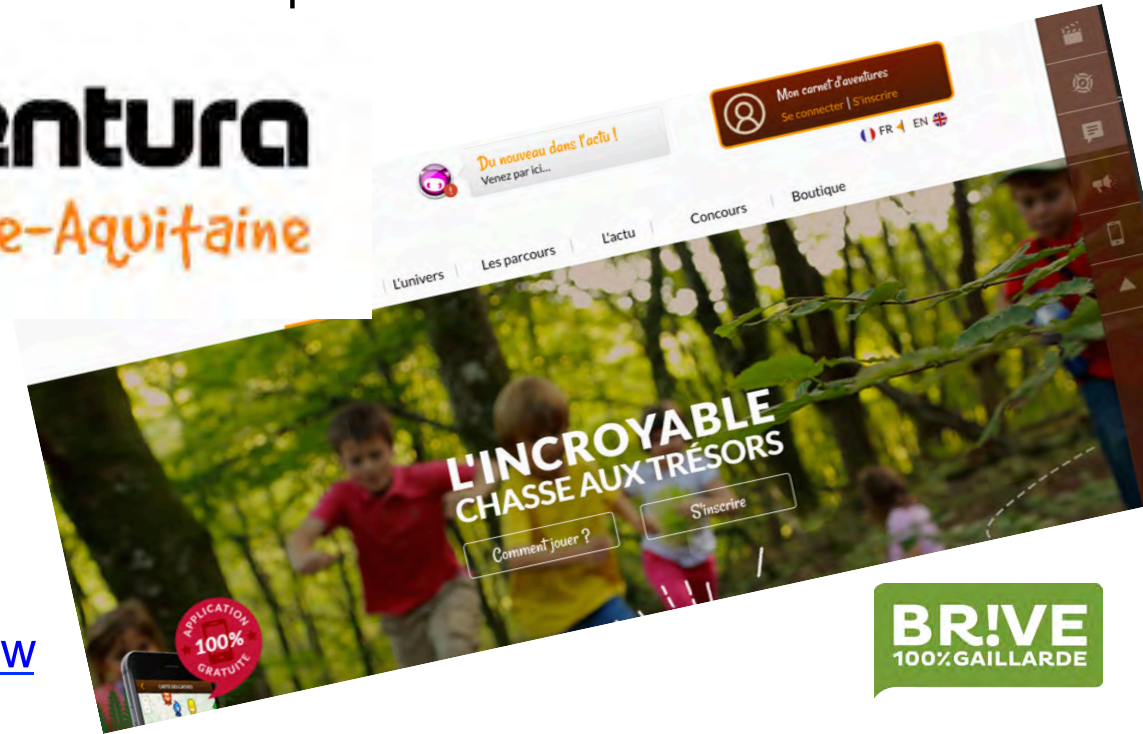 entura
e-Aquitaine
Mon carnet d'aventures
Se connecter | S'inscrire
FR EN
Du nouveau dans l'actu !
Venez par ici...
L'univers | Les parcours | L'actu | Concours | Boutique
L'INCROYABLE
CHASSE AUX TRÉSORS
Comment jouer ?
S'inscrire
APPLICATION
100%
GRATUITE
w
BR!VE
100%GAILLARDE